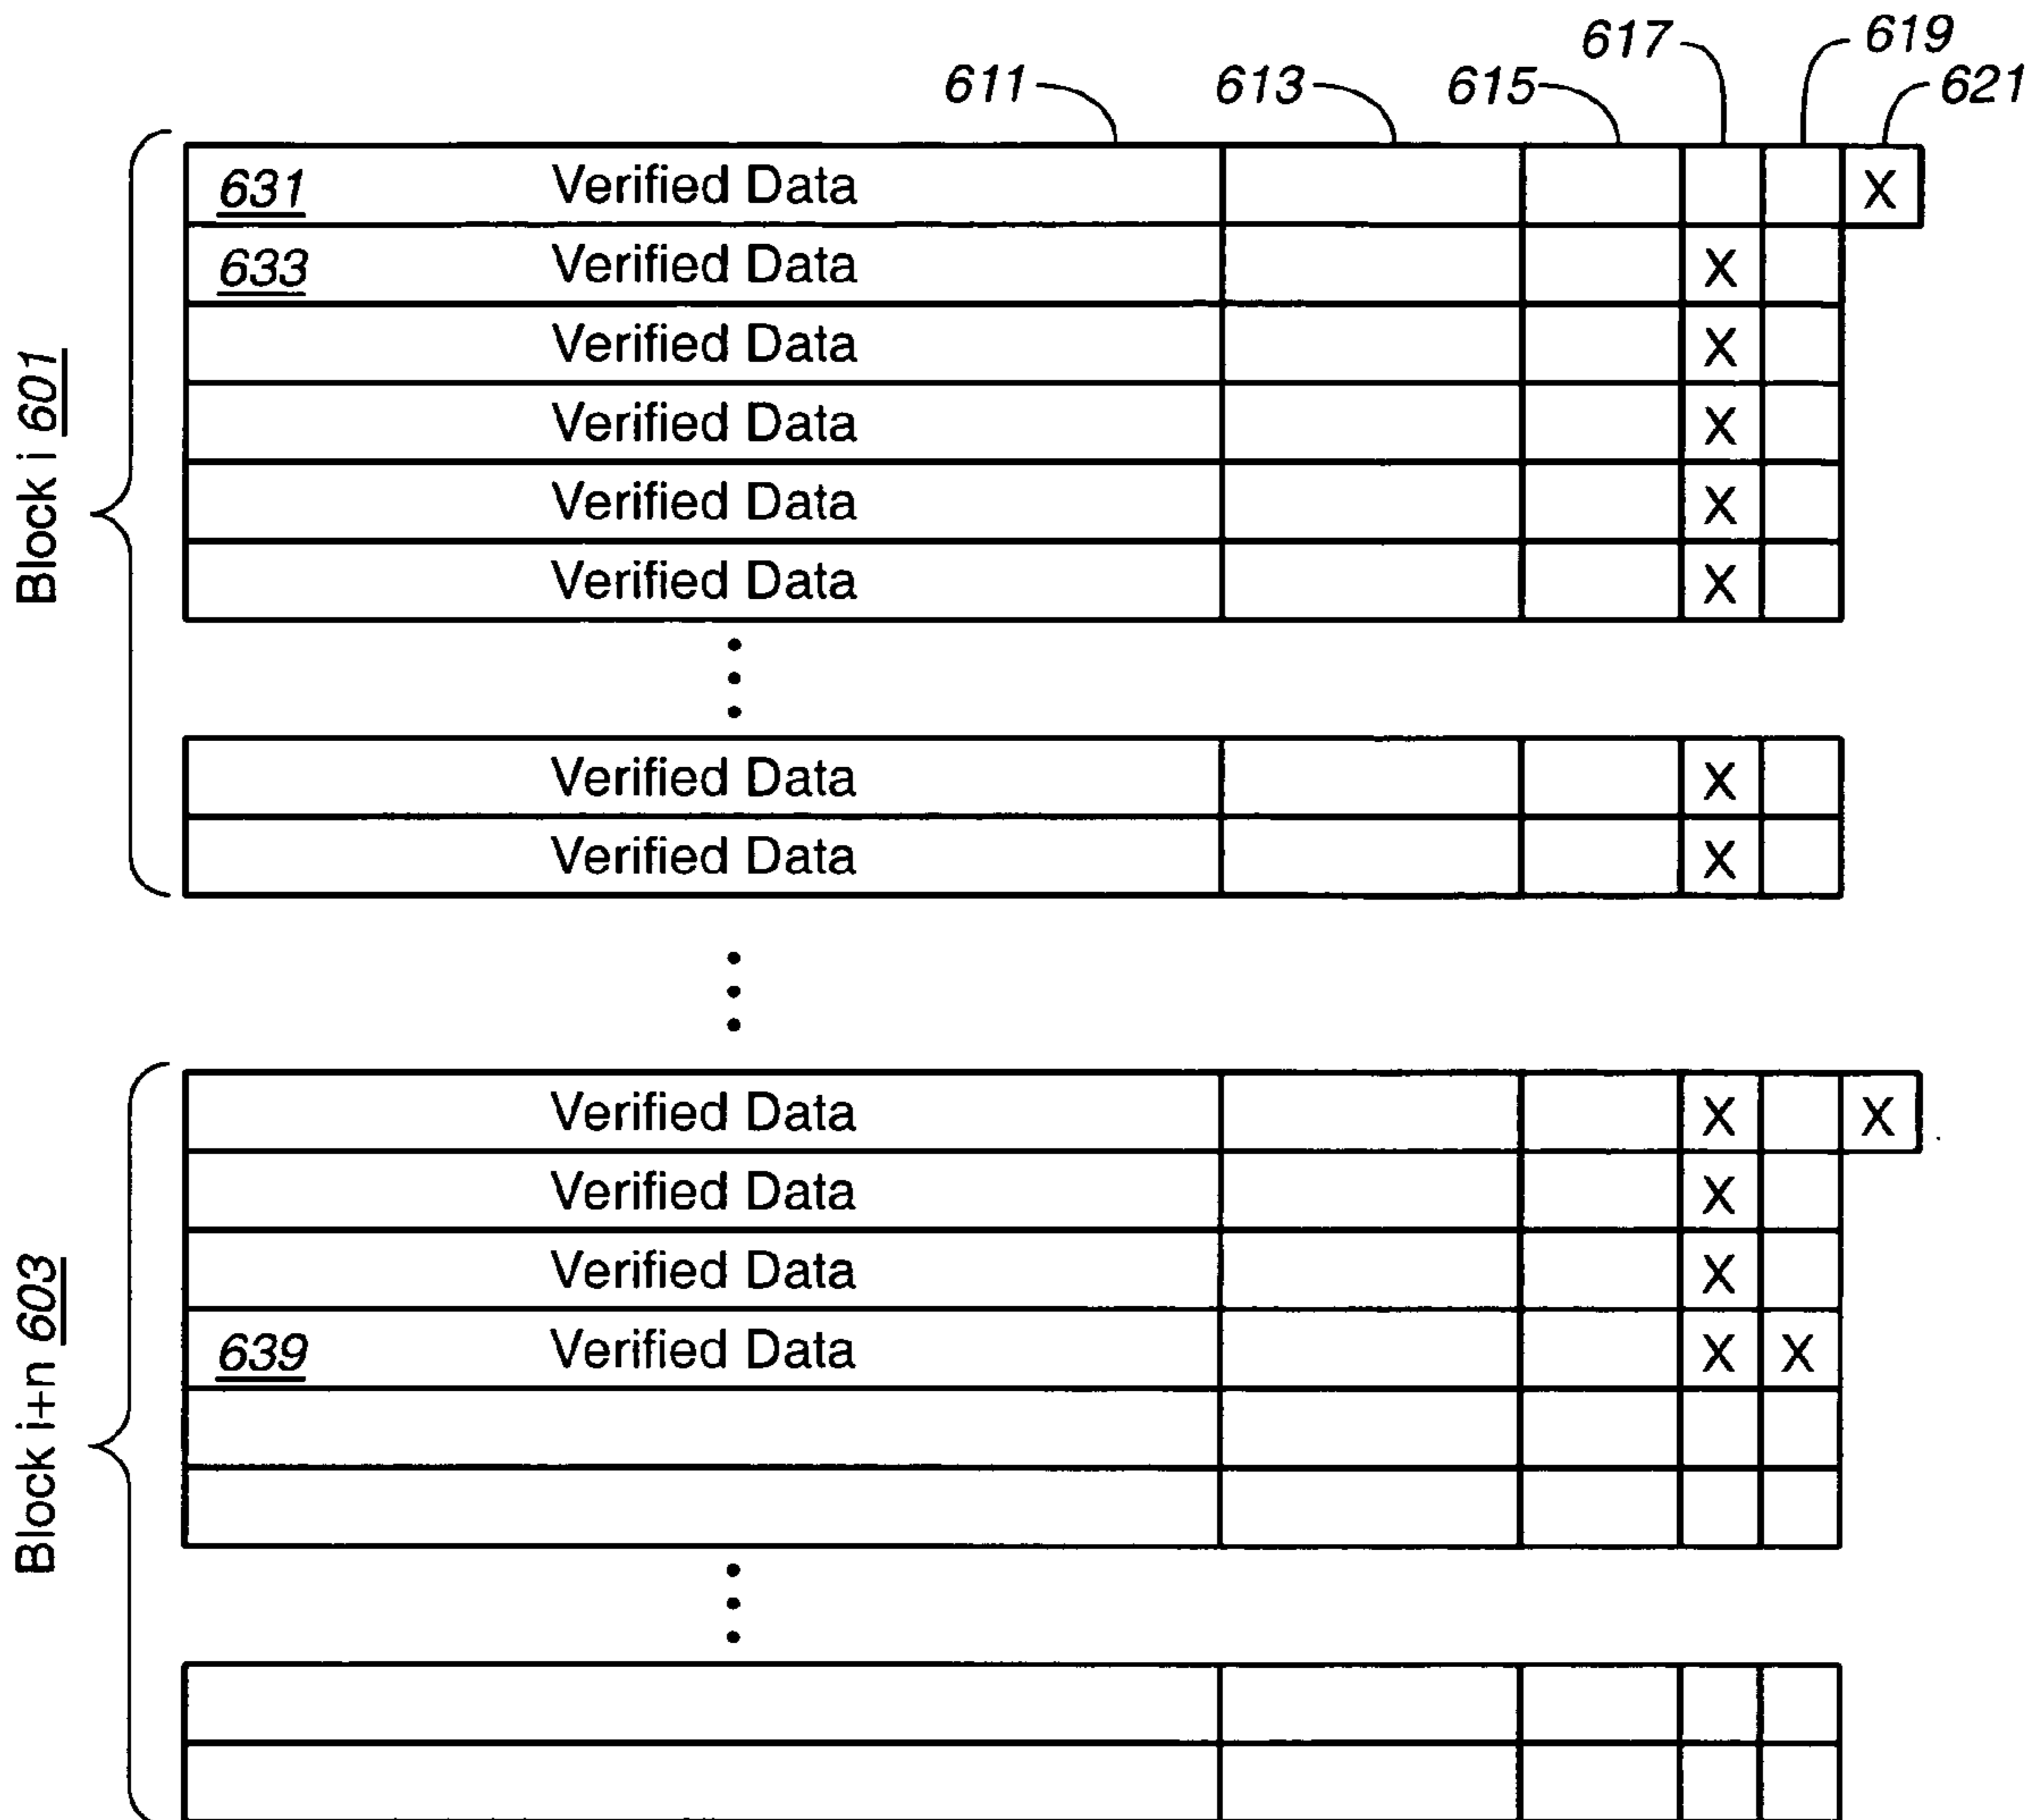 617 619
611 613 615 621
631 Verified Data X
633 Verified Data X
Verified Data X
Verified Data X
Verified Data X
Verified Data X
Block i 601
Verified Data X
Verified Data X
Verified Data X X
Verified Data X
Verified Data X
639 Verified Data X X
Block i+n 603